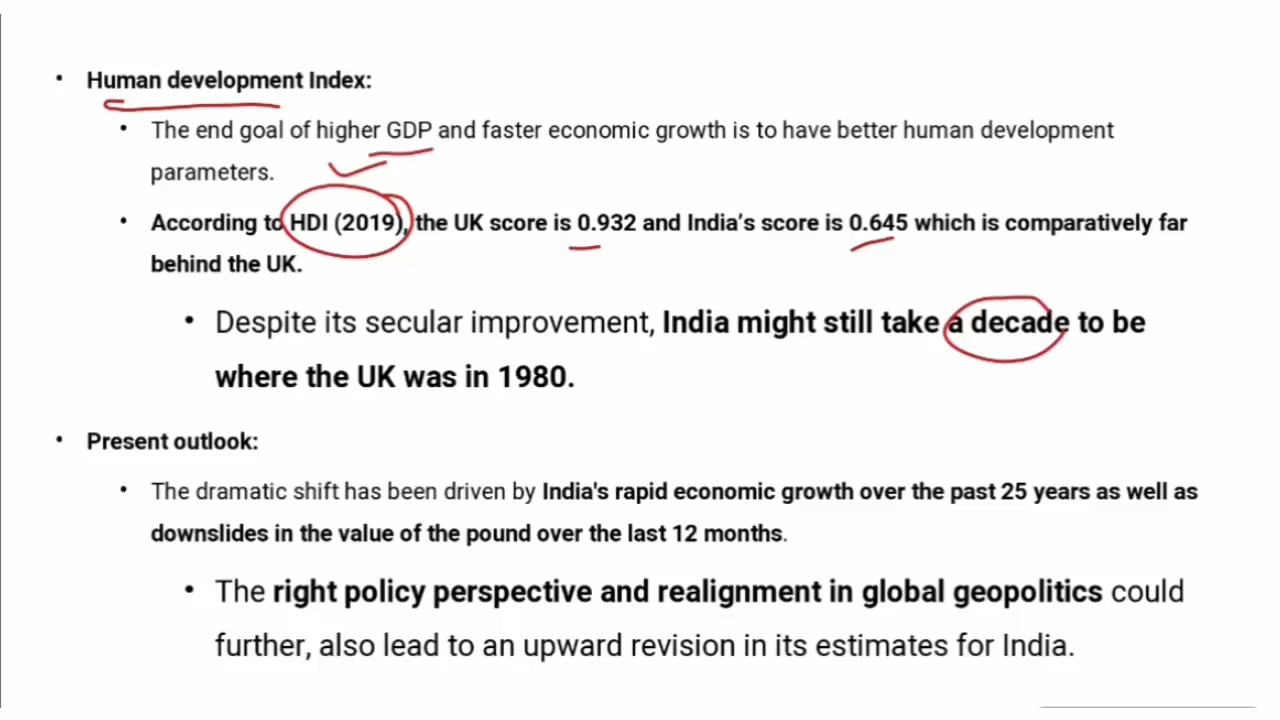 • Human development Index:
• The end goal of higher GDP and faster economic growth is to have better human development
parameters.
• According to HDI (2019), the UK score is 0.932 and India's score is 0.645 which is comparatively far
behind the UK.
• Despite its secular improvement, India might still take a decade to be
where the UK was in 1980.
• Present outlook:
• The dramatic shift has been driven by India's rapid economic growth over the past 25 years as well as
downslides in the value of the pound over the last 12 months.
• The right policy perspective and realignment in global geopolitics could
further, also lead to an upward revision in its estimates for India.